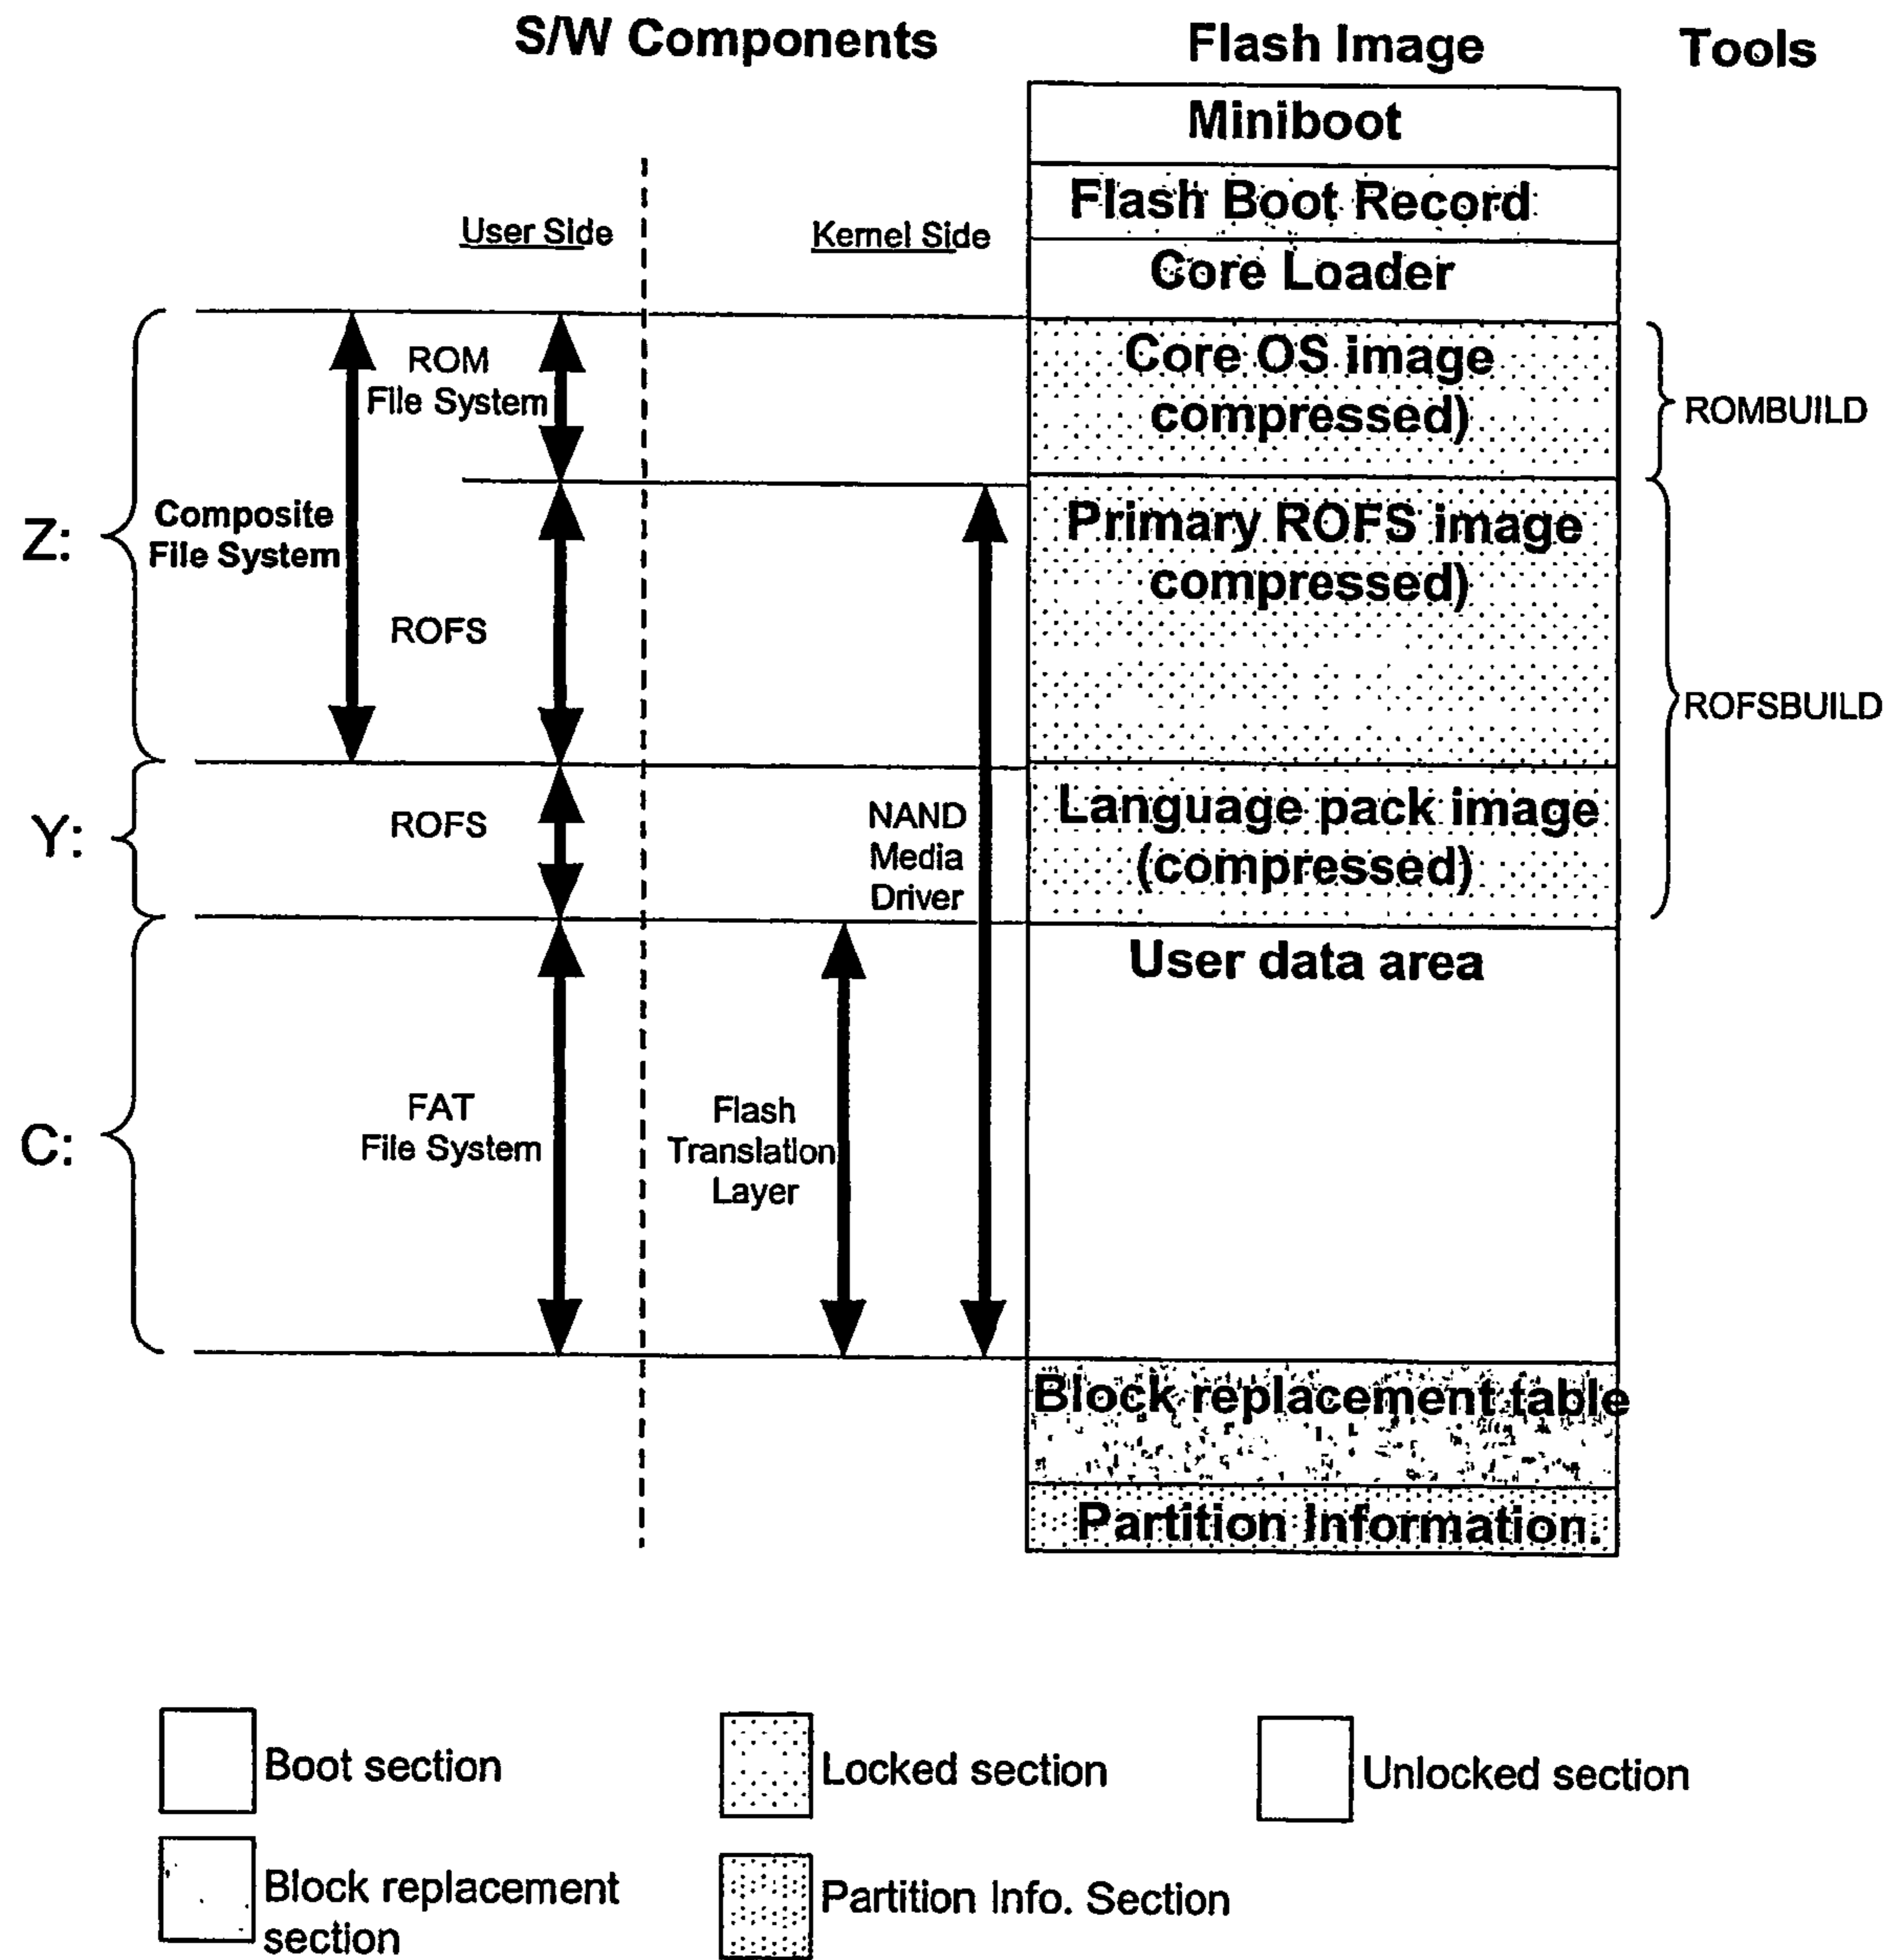 S/W Components
Flash Image
Tools
Miniboot
Flash Boot Record
Core Loader
User Side
Kernel Side
ROM
File System
Core OS image
compressed)
ROMBUILD
Z:
Composite
File System
ROFS
Primary ROFS image
compressed)
ROFSBUILD
Y:
ROFS
NAND
Media
Driver
Language pack image
(compressed)
User data area
C:
FAT
File System
Flash
Translation
Layer
Block replacement table
Partition Information.
Boot section
Locked section
Unlocked section
Block replacement
section
Partition Info. Section